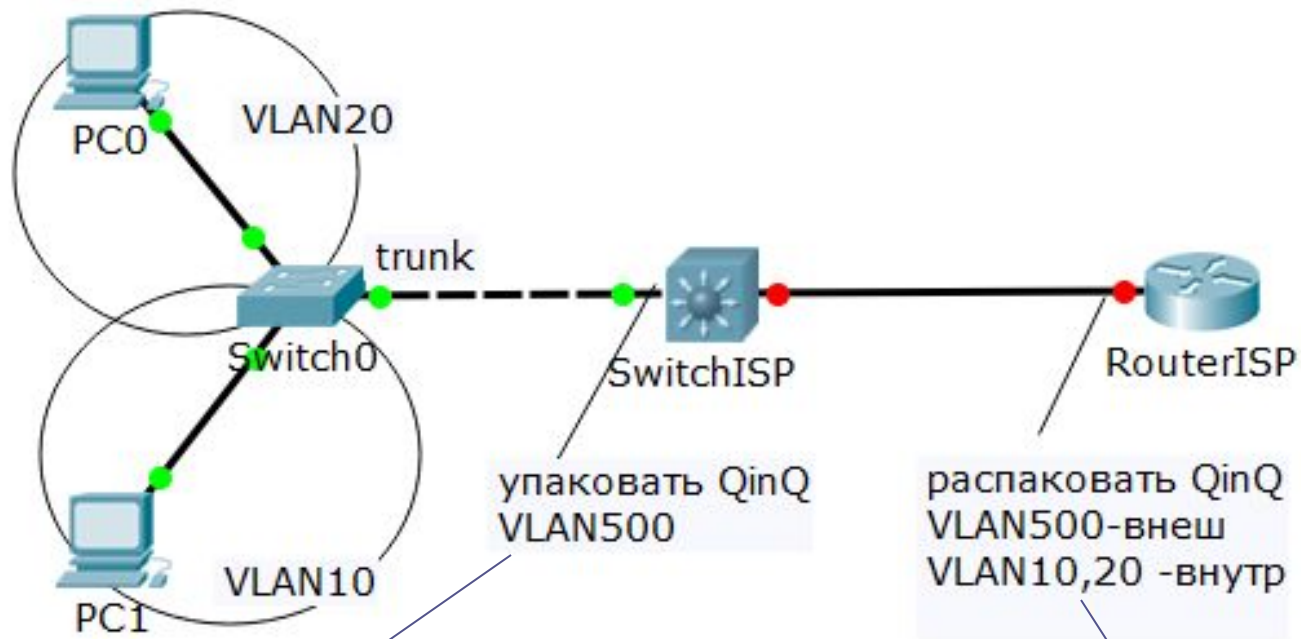 PC0
VLAN20
trunk
Switch0
SwitchISP
RouterISP
упаковать QinQ
VLAN500
распаковать QinQ
VLAN500-внеш
VLAN10,20 -внутр
VLAN10
PC1